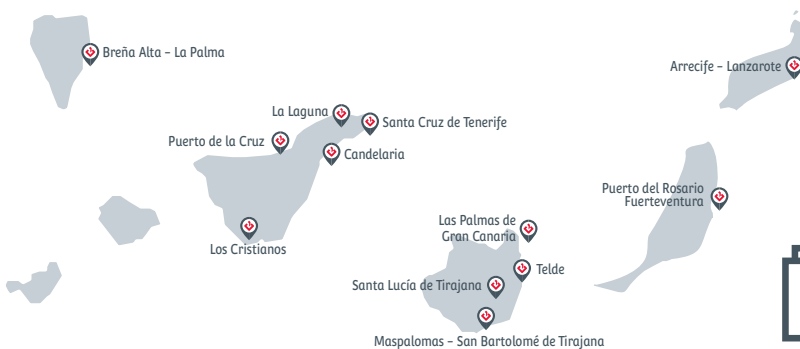 Breña Alta - La Palma
Arrecife - Lanzarote
La Laguna
Santa Cruz de Tenerife
Puerto de la Cruz
Candelaria
Puerto del Rosario
Fuerteventura
Las Palmas de
Gran Canaria
Los Cristianos
Telde
Santa Lucía de Tirajana
Maspalomas - San Bartolomé de Tirajana